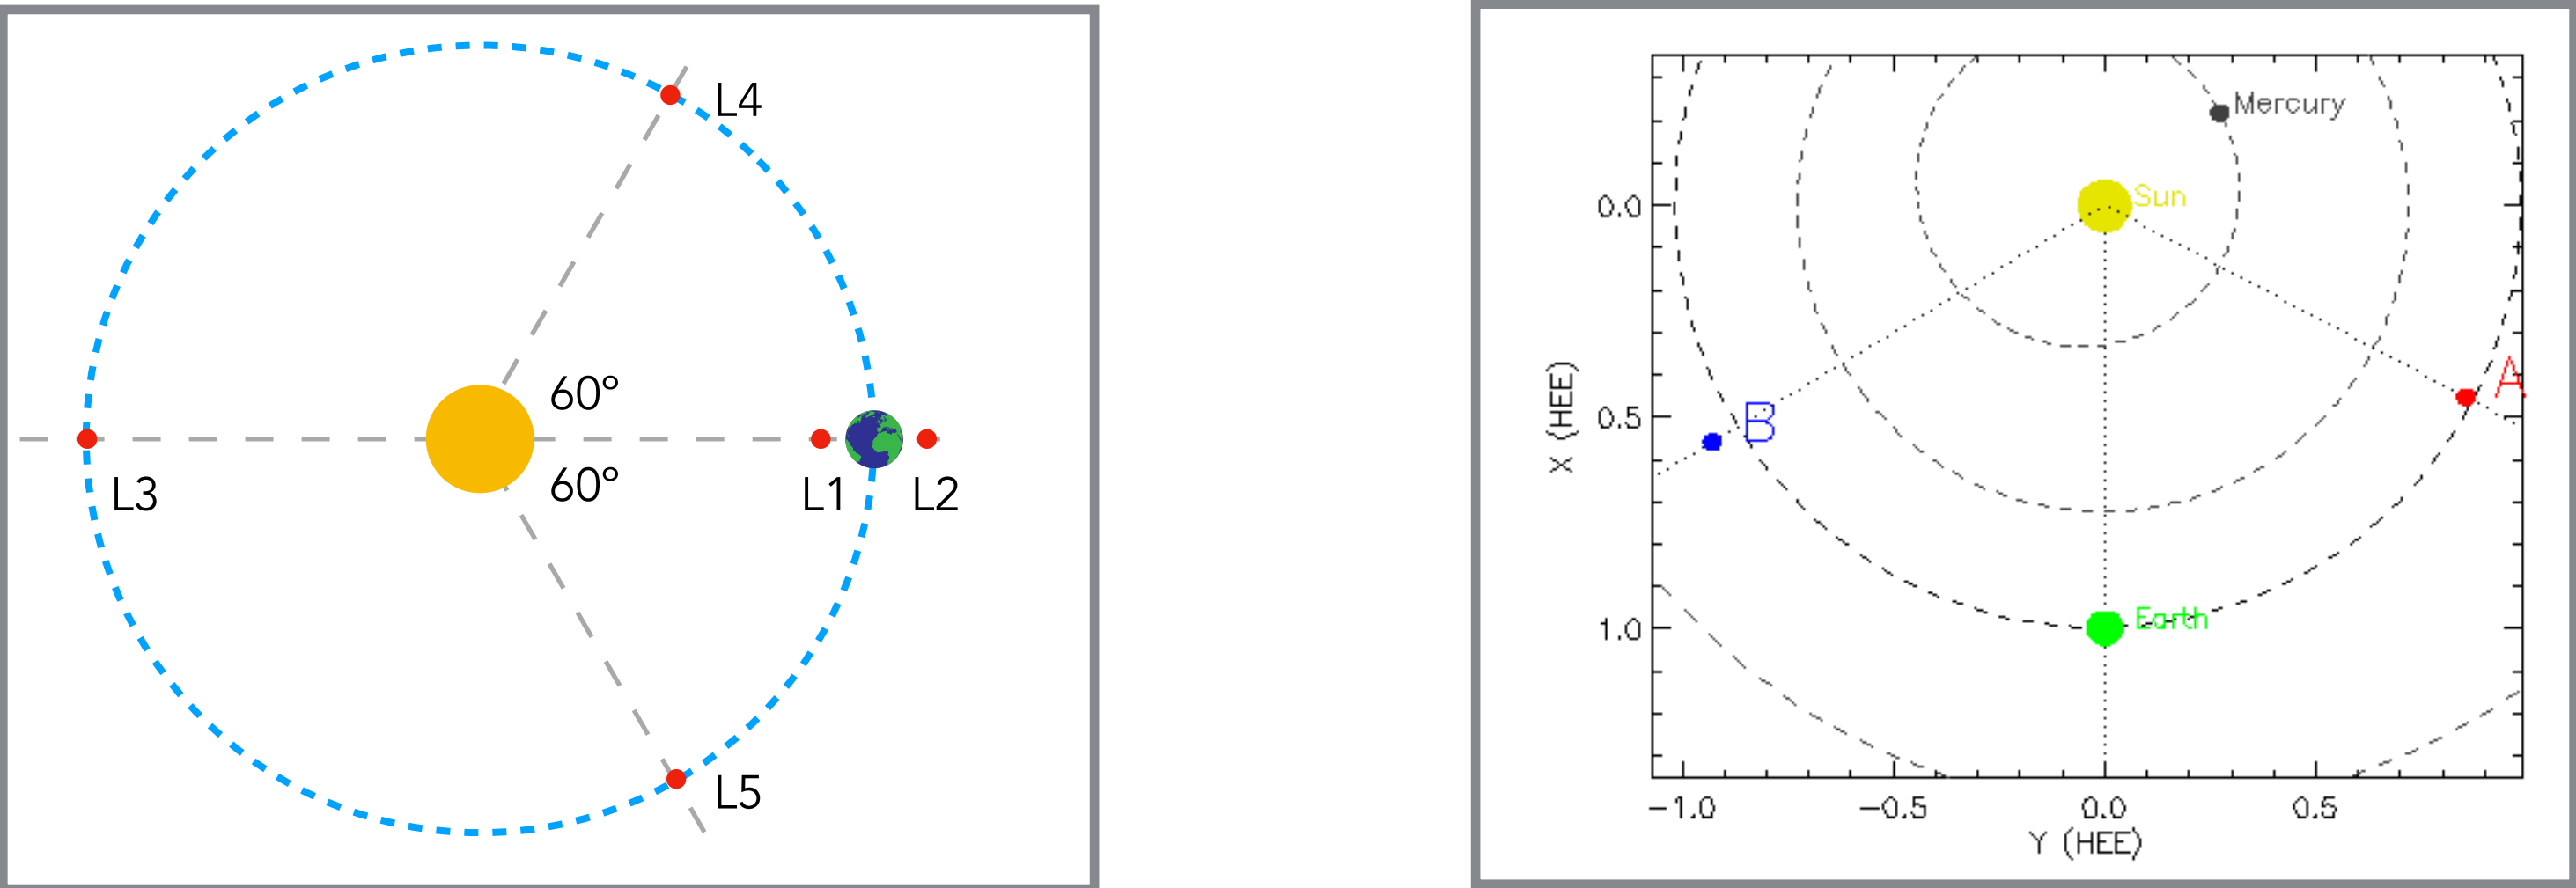 L4
60°
60°
L3
L1
L2
L5
Mercury
Sun
0.0
A
B
0.5
X (HEE)
Earth
1.0
−1.0
−0.5
0.0
0.5
Y (HEE)